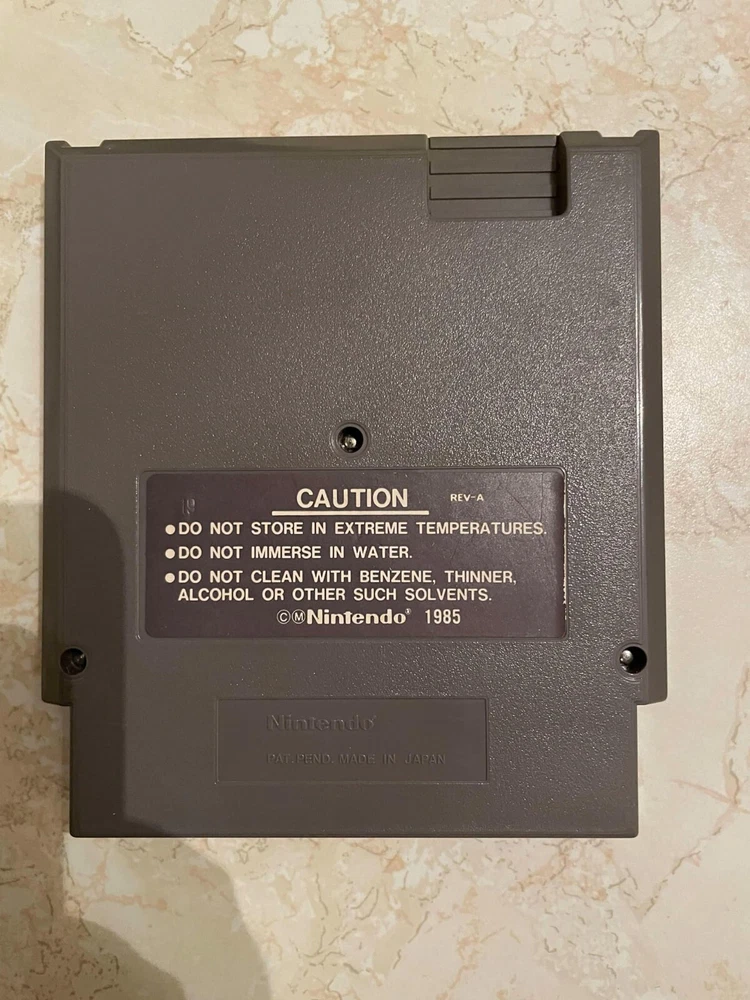 CAUTION REV-A
●DO NOT STORE IN EXTREME TEMPERATURES.
●DO NOT IMMERSE IN WATER.
●DO NOT CLEAN WITH BENZENE, THINNER,
ALCOHOL OR OTHER SUCH SOLVENTS.
ⒸⓂNintendo® 1985
Nintendo®
PAT.PEND. MADE IN JAPAN